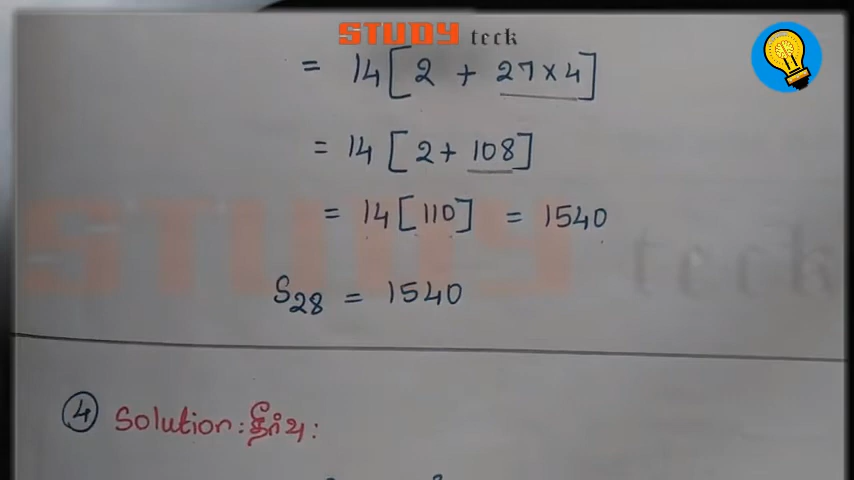 STUDY teck
= 14[2 + 27×4]
= 14[2 + 108]
= 14[110] = 1540
S₂₈ = 1540
④ Solution: தீர்வு: